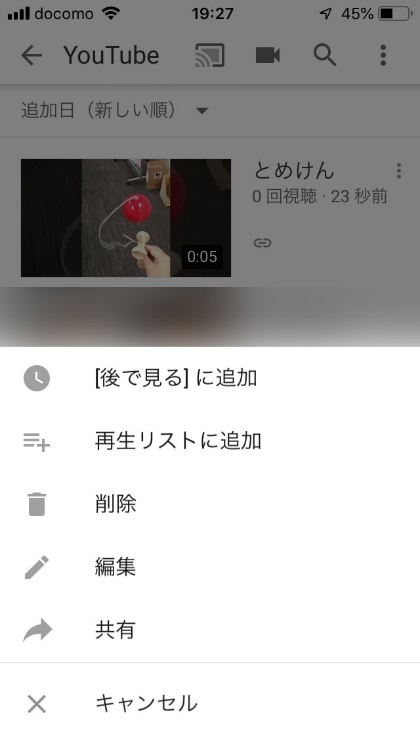 docomo 19:27 45%
YouTube
追加日（新しい順）
とめけん
0 回視聴 · 23 秒前
0:05
[後で見る] に追加
再生リストに追加
削除
編集
共有
キャンセル